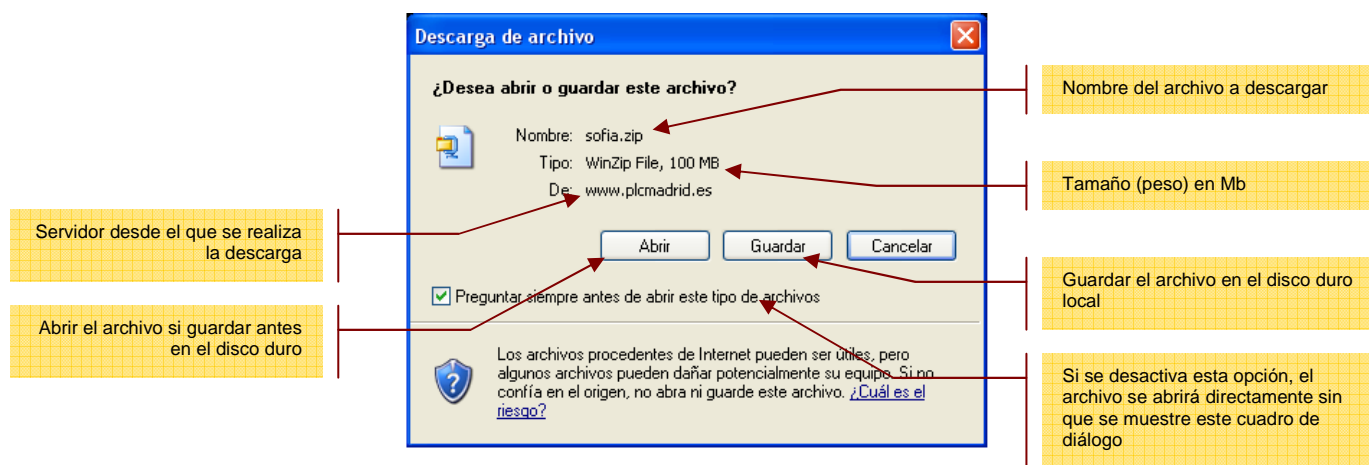 Descarga de archivo
¿Desea abrir o guardar este archivo?
Nombre: sofia.zip
Tipo: WinZip File, 100 MB
De: www.plcmadrid.es
Abrir
Guardar
Cancelar
Preguntar siempre antes de abrir este tipo de archivos
Los archivos procedentes de Internet pueden ser útiles, pero
algunos archivos pueden dañar potencialmente su equipo. Si no
confía en el origen, no abra ni guarde este archivo. ¿Cuál es el
riesgo?
Servidor desde el que se realiza
la descarga
Abrir el archivo si guardar antes
en el disco duro
Nombre del archivo a descargar
Tamaño (peso) en Mb
Guardar el archivo en el disco duro
local
Si se desactiva esta opción, el
archivo se abrirá directamente sin
que se muestre este cuadro de
diálogo